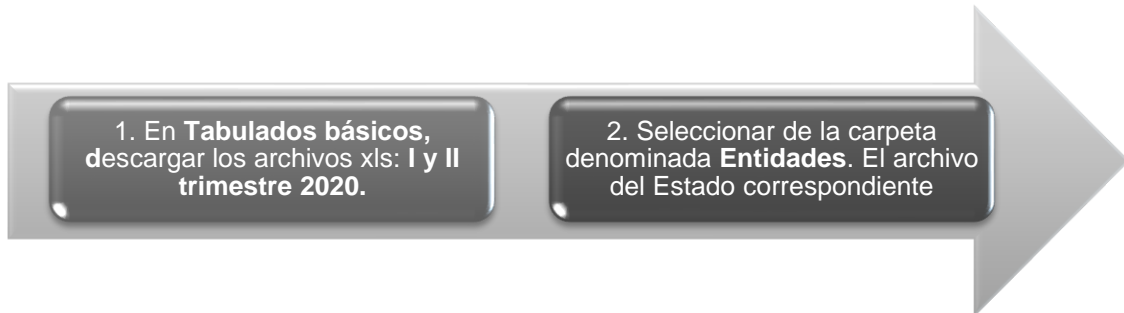 1. En Tabulados básicos,
descargar los archivos xls: I y II
trimestre 2020.
2. Seleccionar de la carpeta
denominada Entidades. El archivo
del Estado correspondiente